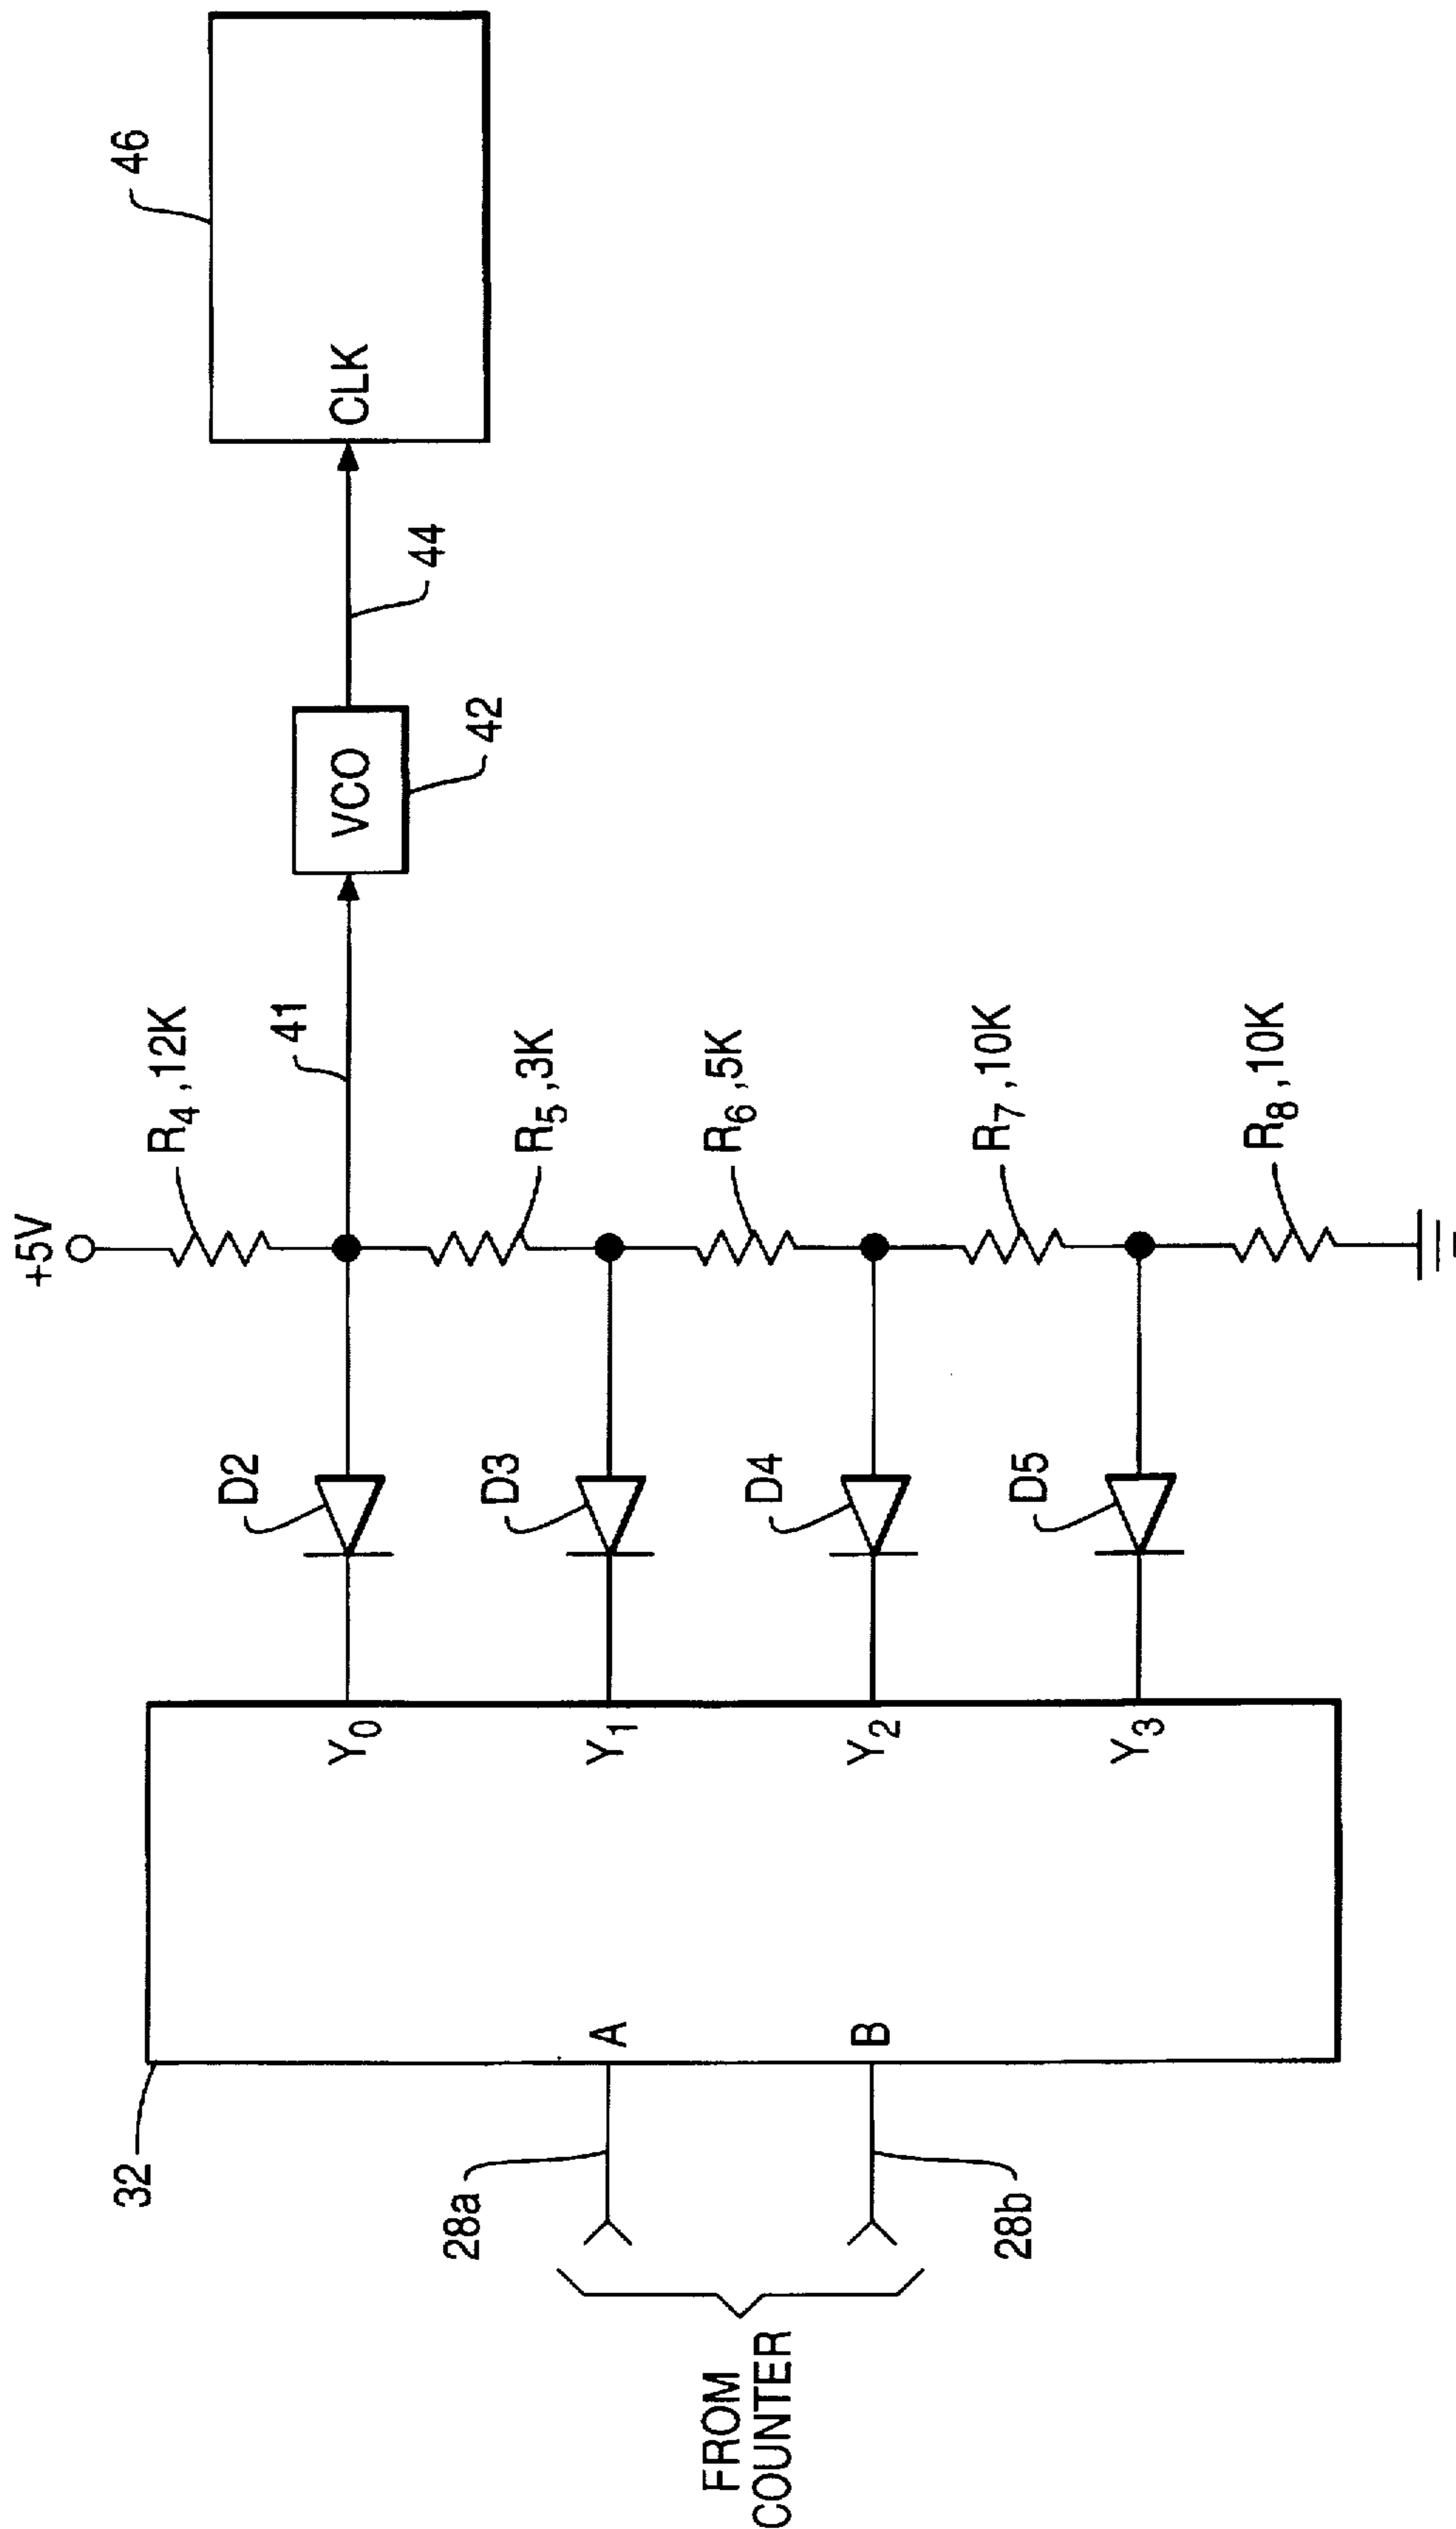 +5V
R4, 12K
41
46
D2
Y0
VCO
42
44
CLK
32
R5, 3K
D3
Y1
A
28a
R6, 5K
D4
Y2
B
28b
FROM
COUNTER
R7, 10K
D5
Y3
R8, 10K